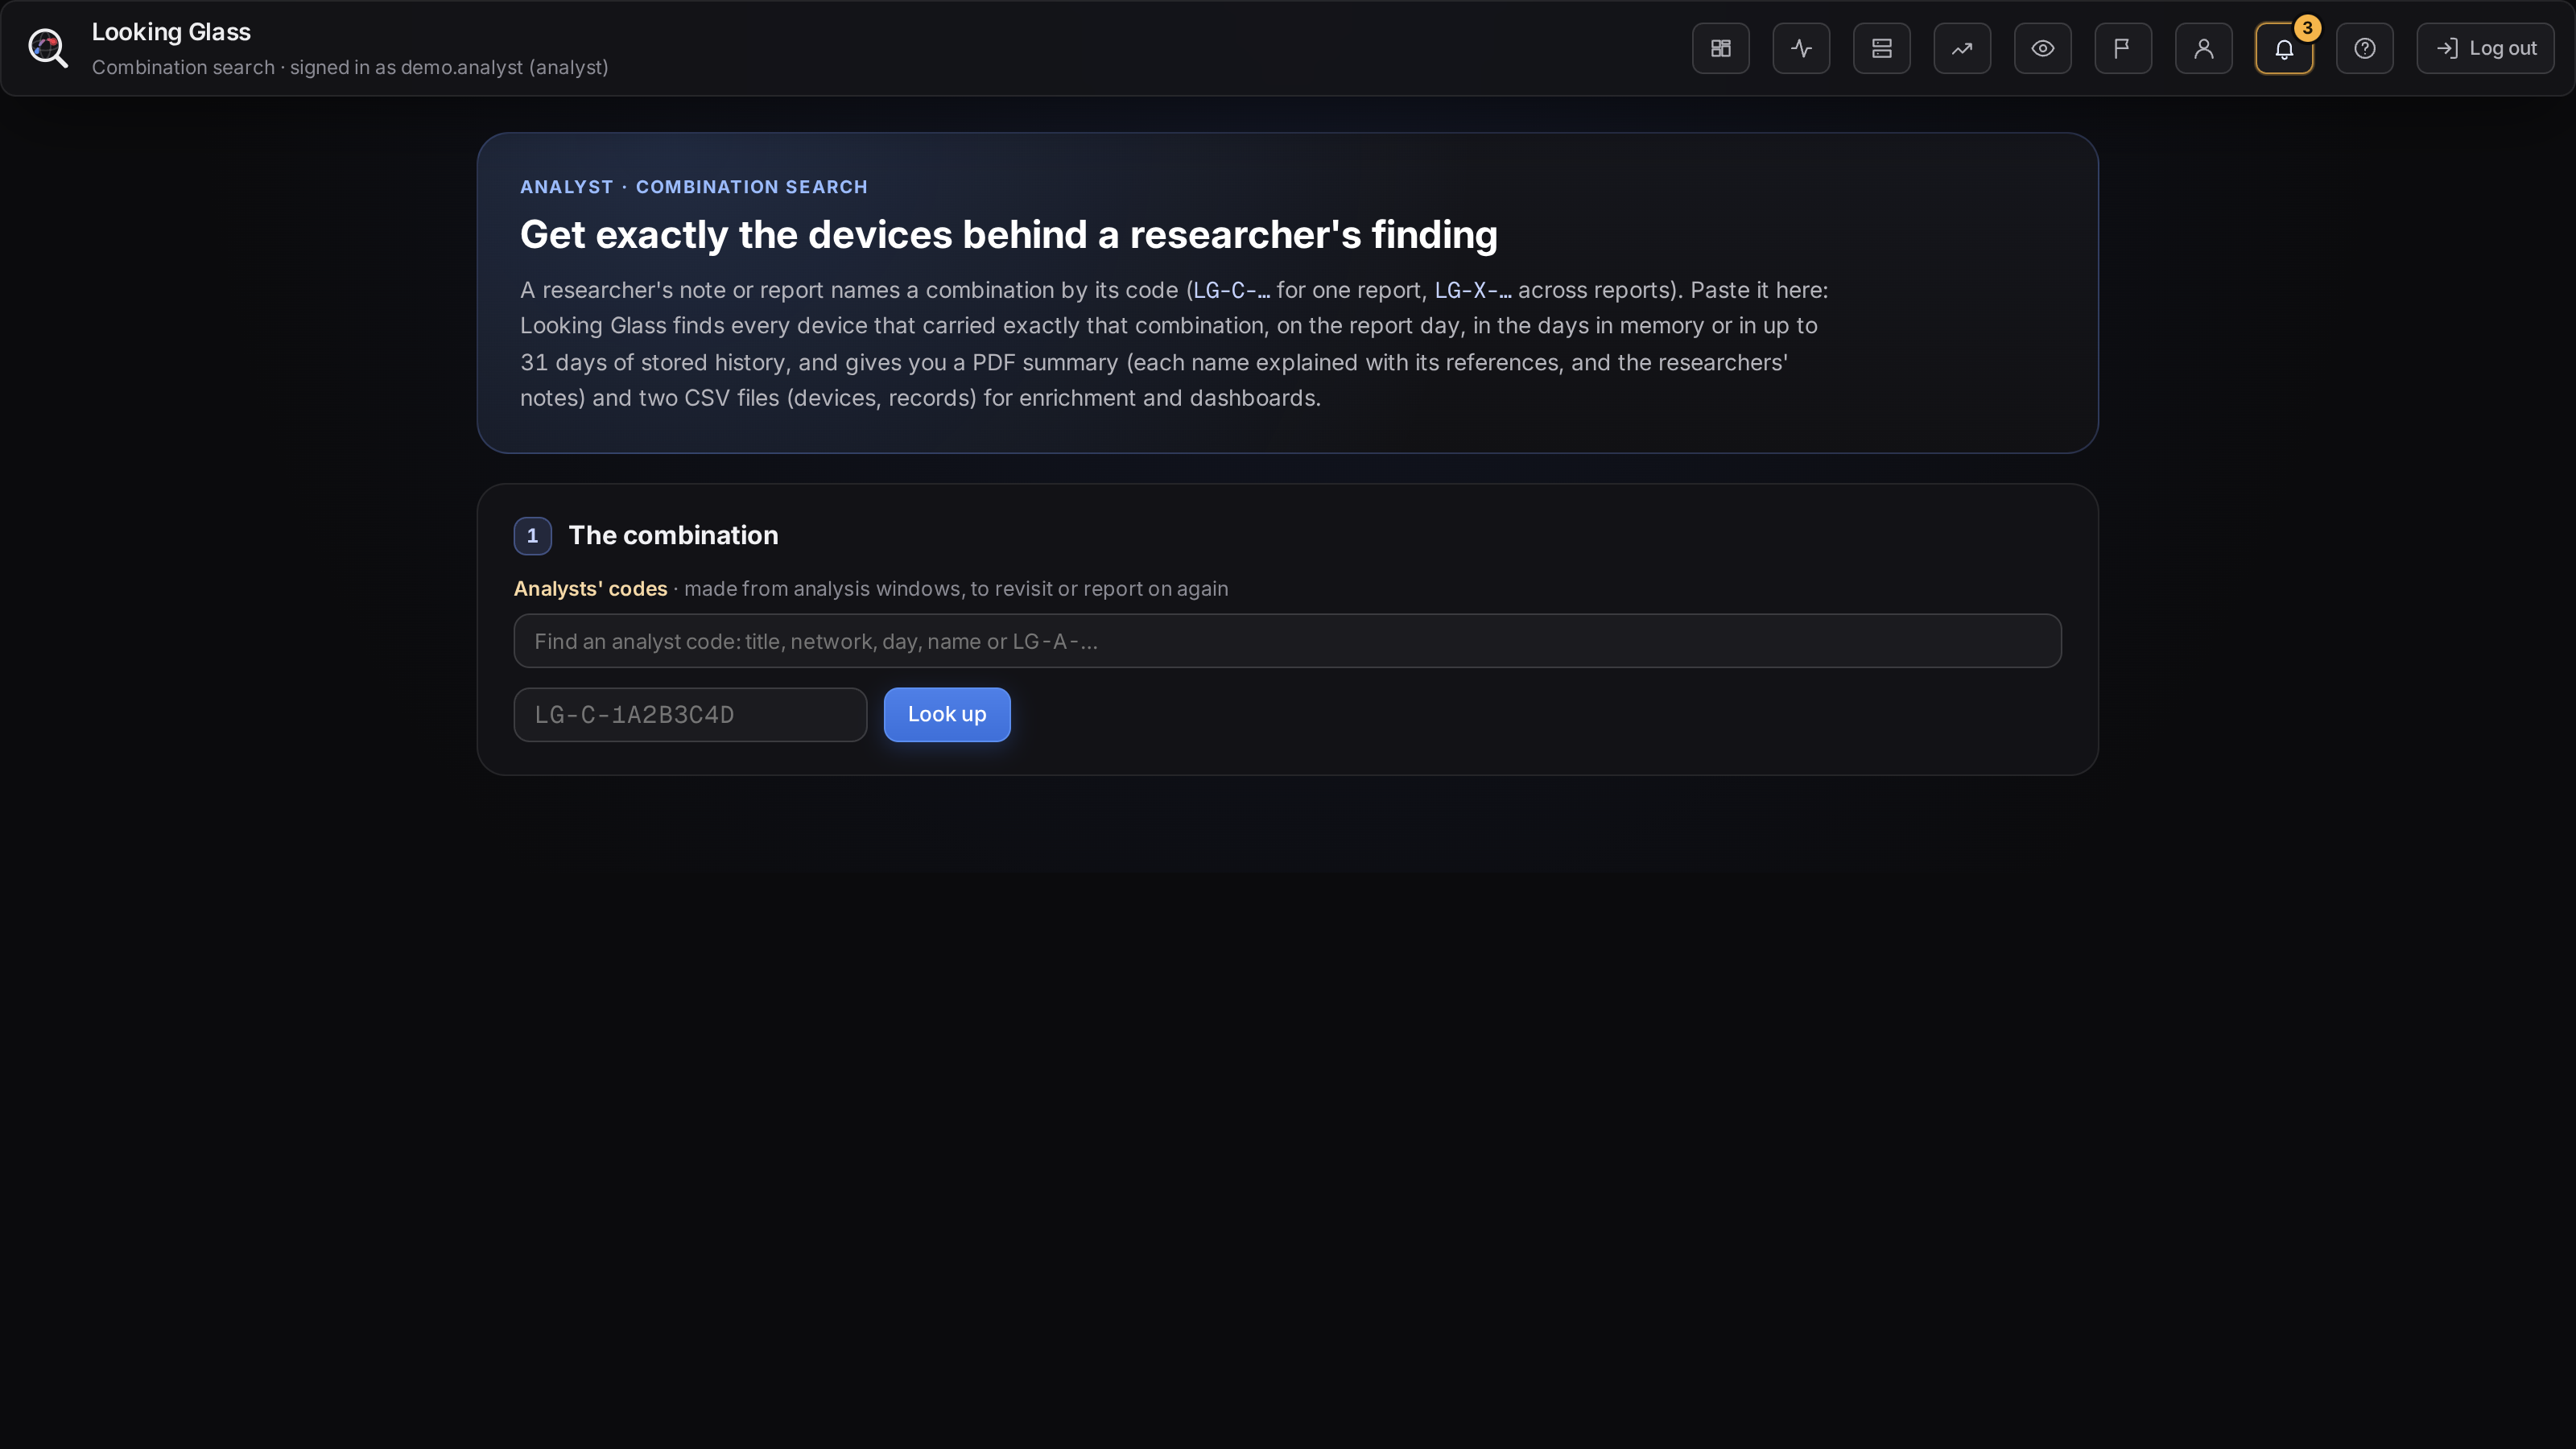 Looking Glass
Combination search · signed in as demo.analyst (analyst)
3
Log out
ANALYST · COMBINATION SEARCH
Get exactly the devices behind a researcher's finding
A researcher's note or report names a combination by its code (LG-C-… for one report, LG-X-… across reports). Paste it here:
Looking Glass finds every device that carried exactly that combination, on the report day, in the days in memory or in up to
31 days of stored history, and gives you a PDF summary (each name explained with its references, and the researchers'
notes) and two CSV files (devices, records) for enrichment and dashboards.
1 The combination
Analysts' codes · made from analysis windows, to revisit or report on again
Find an analyst code: title, network, day, name or LG-A-…
LG-C-1A2B3C4D
Look up